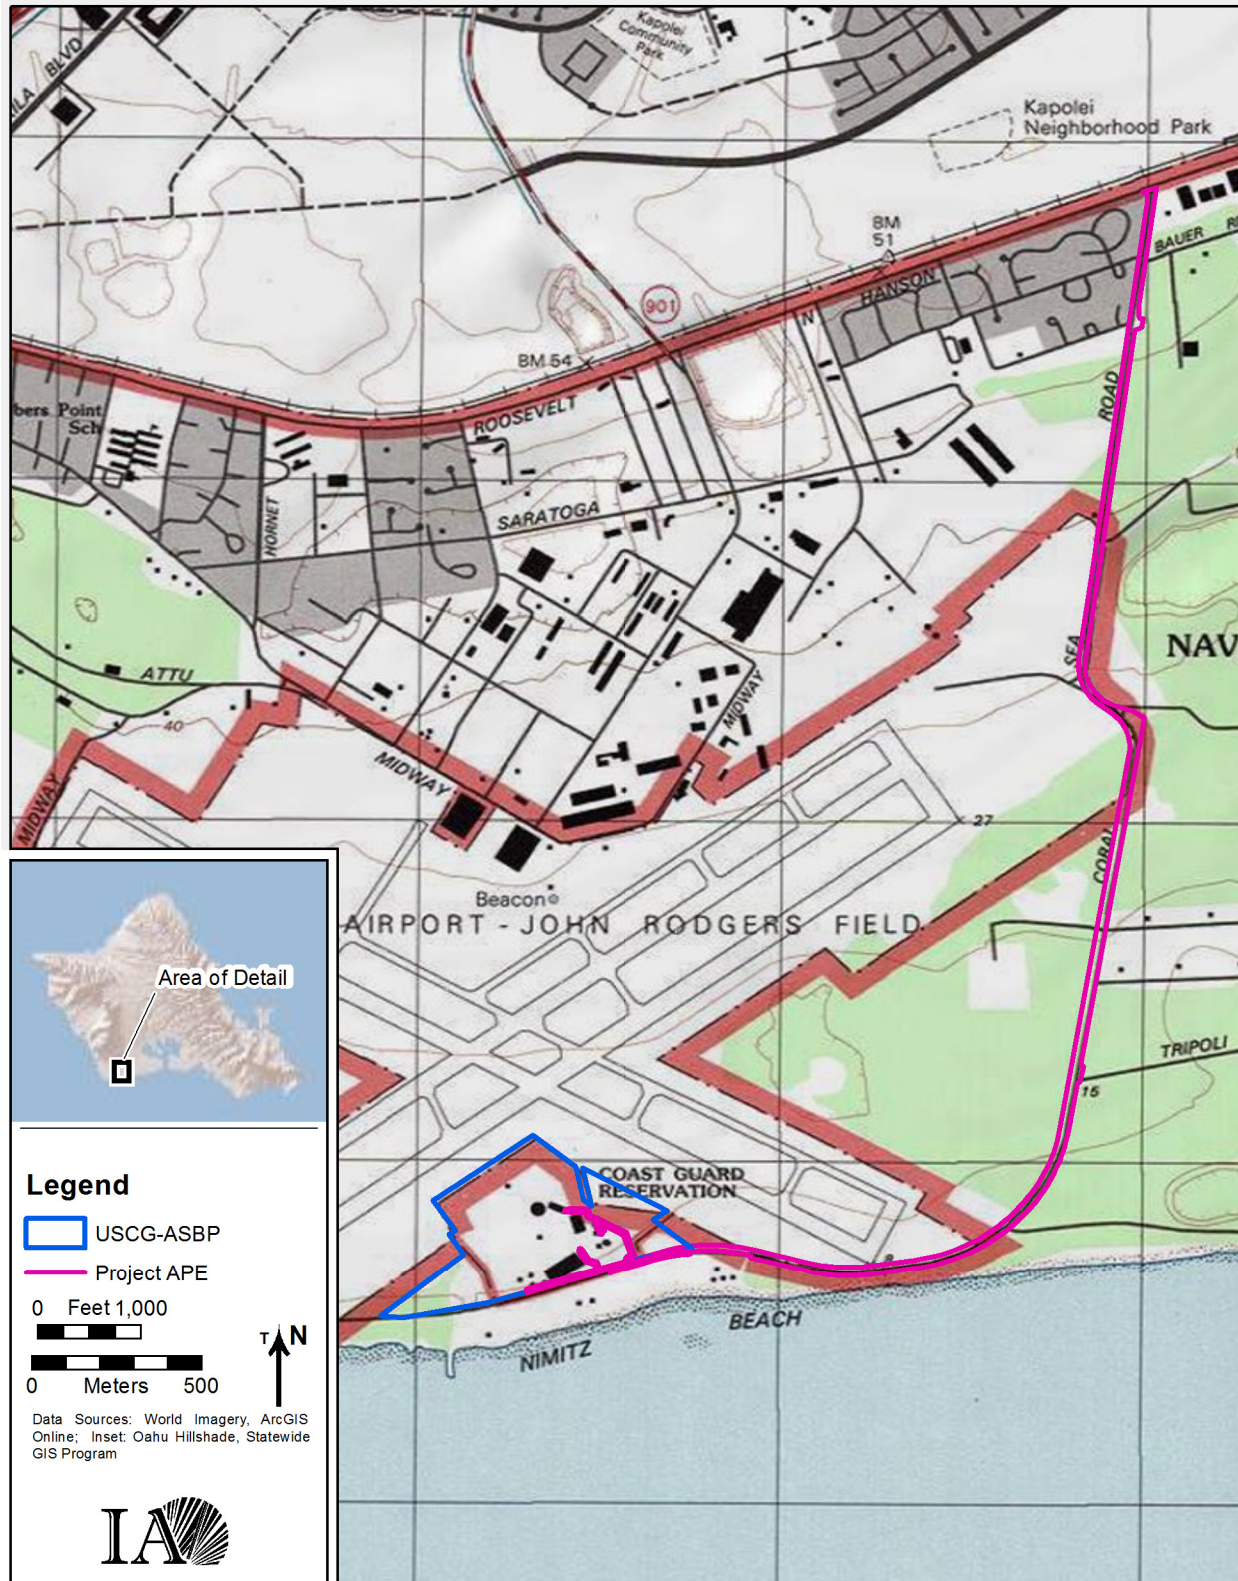 Kapolei
Community
Park
BLVD
Kapolei
Neighborhood Park
BM
51
HANSON
BAUER
901
N
BM 54
ROOSEVELT
ROAD
bers Point
Sch
HORNET
SARATOGA
SEA
NAV
ATTU
40
MIDWAY
MIDWAY
MIDWAY
27
CORAL
Beacon
AIRPORT - JOHN RODGERS FIELD
TRIPOLI
15
COAST GUARD
RESERVATION
8
BEACH
NIMITZ
Area of Detail
Legend
USCG-ASBP
Project APE
0 Feet 1,000
0 Meters 500
T N
Data Sources: World Imagery, ArcGIS
Online; Inset: Oahu Hillshade, Statewide
GIS Program
IA